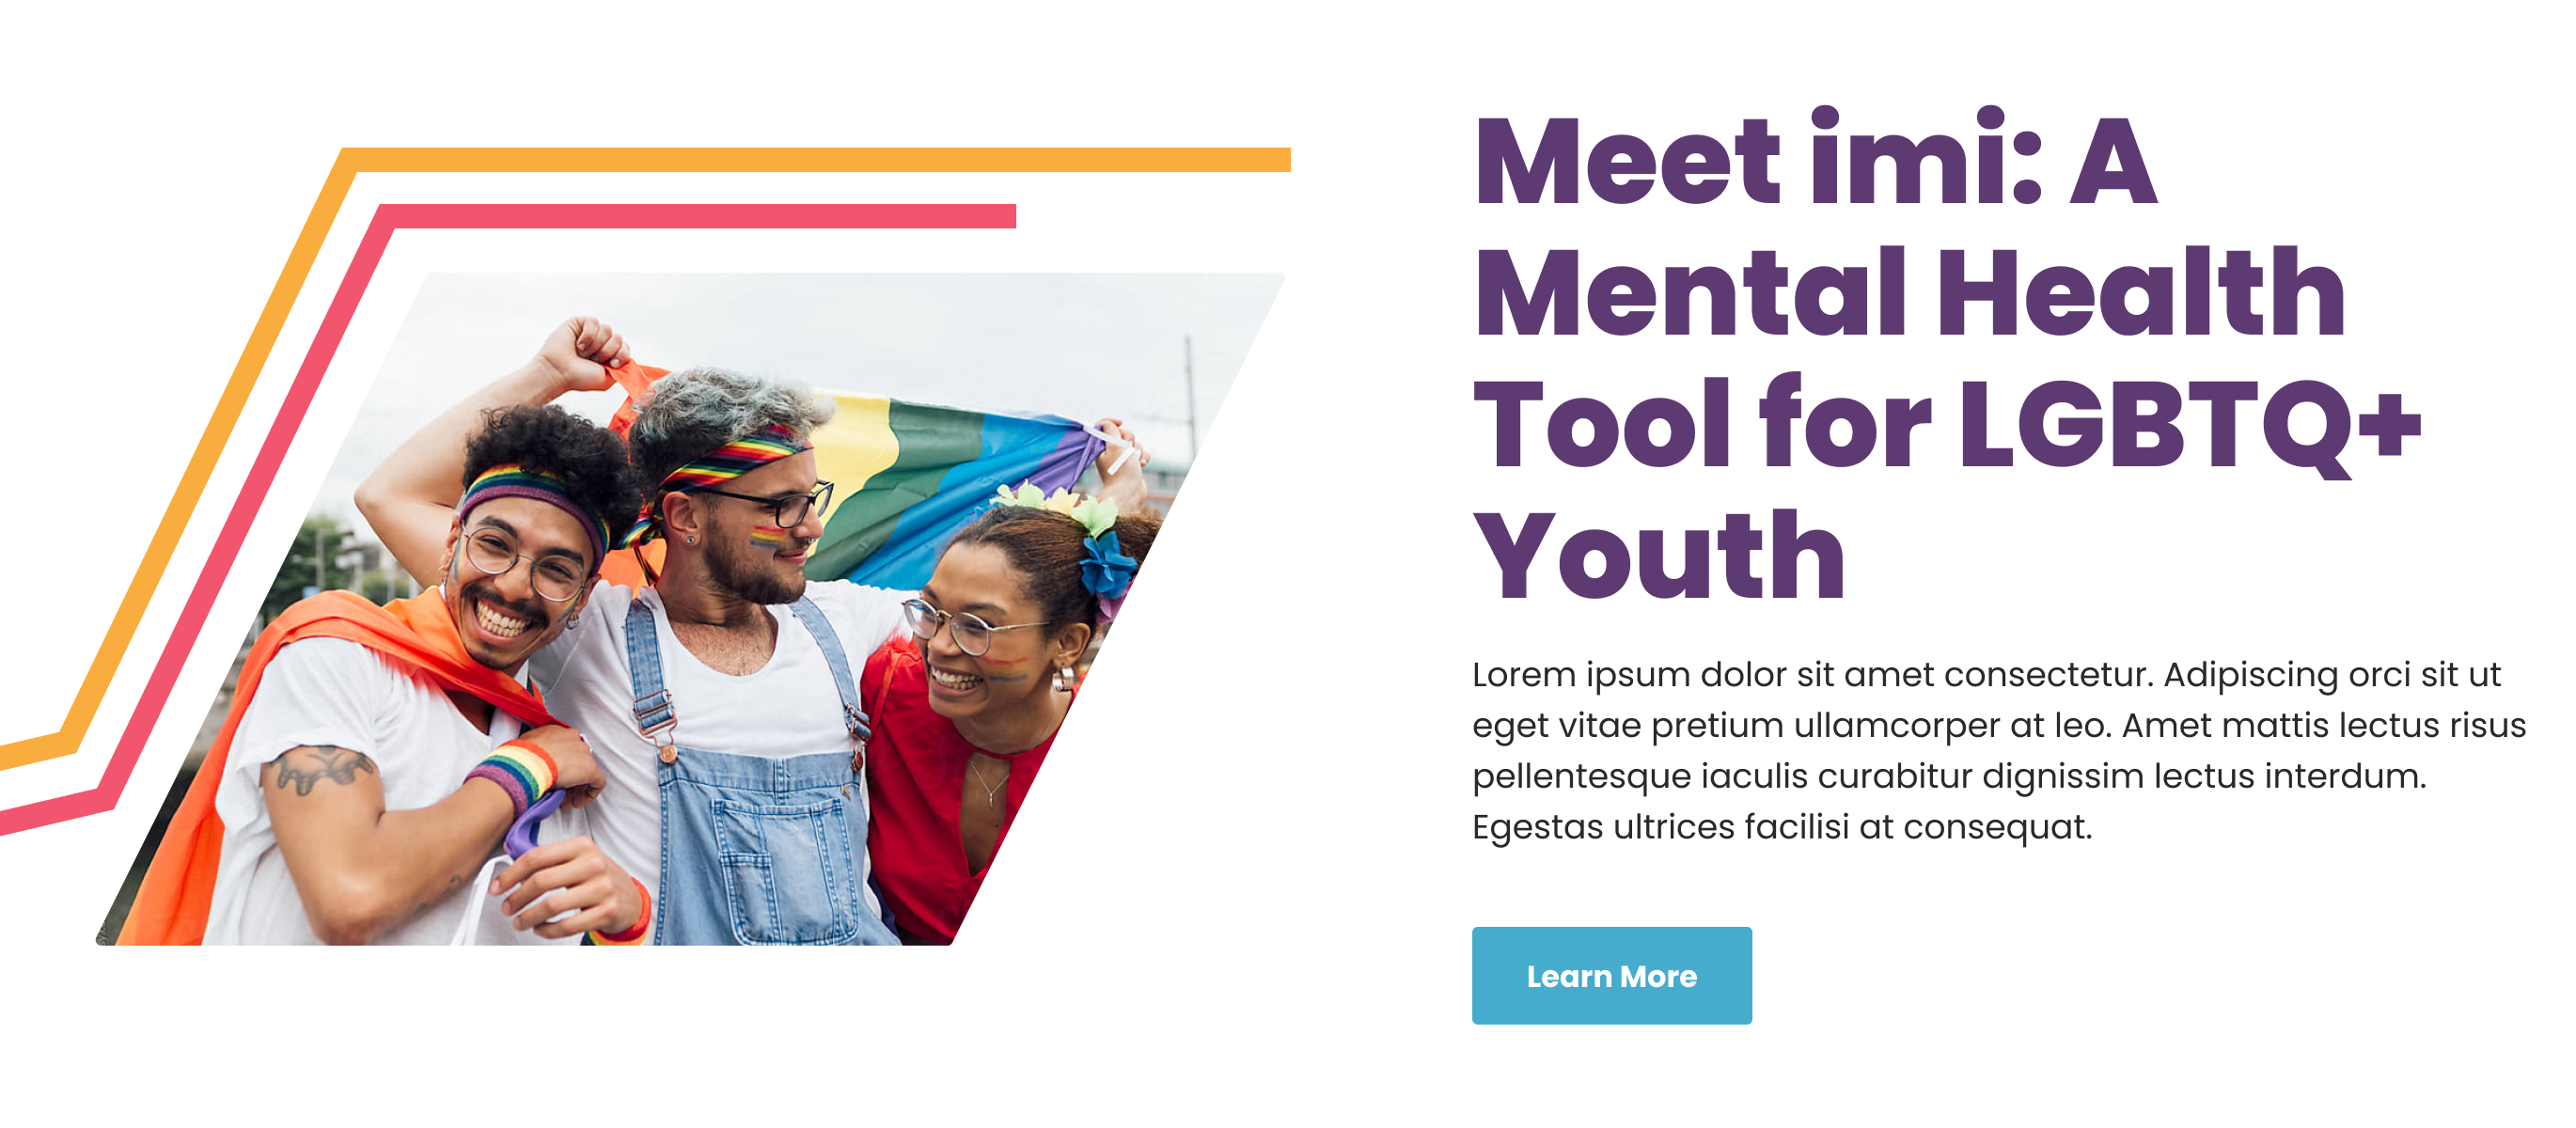 Meet imi: A
Mental Health
Tool for LGBTQ+
Youth
Lorem ipsum dolor sit amet consectetur. Adipiscing orci sit ut
eget vitae pretium ullamcorper at leo. Amet mattis lectus risus
pellentesque iaculis curabitur dignissim lectus interdum.
Egestas ultrices facilisi at consequat.
Learn More